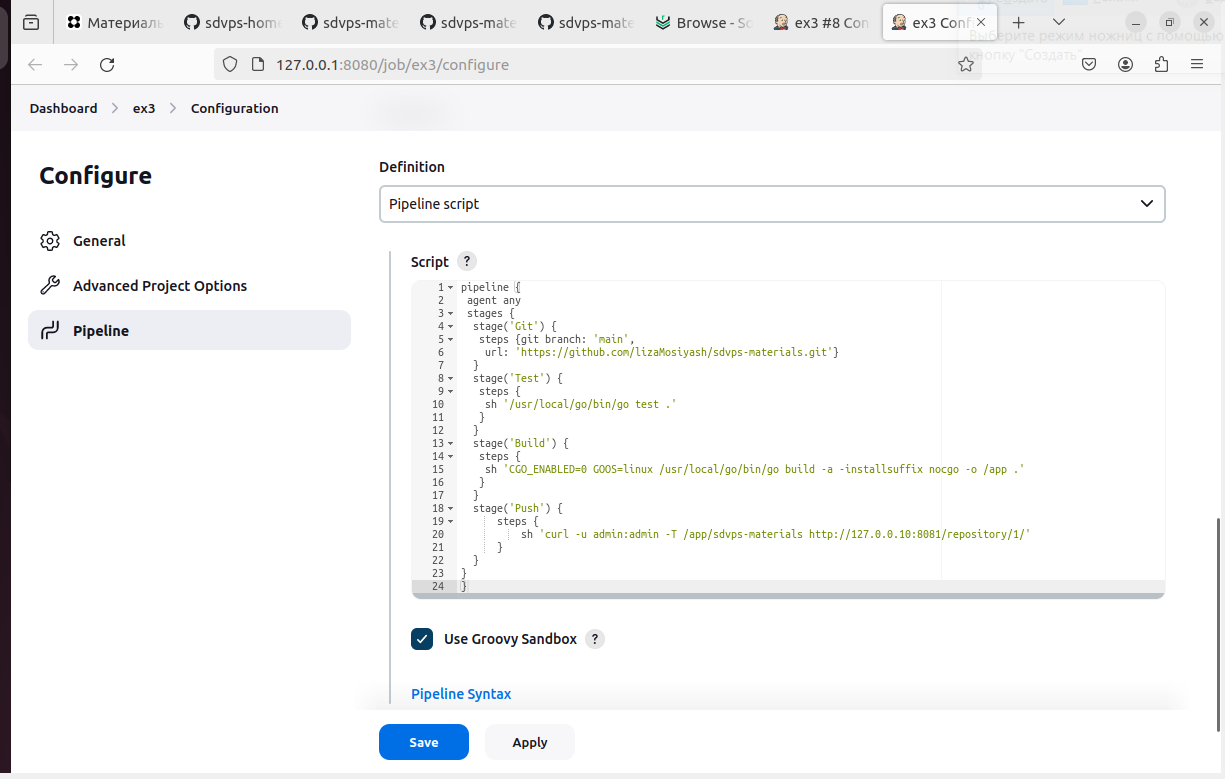 Материаль
sdvps-hom
sdvps-mate
sdvps-mate
sdvps-mate
Browse - So
ex3 #8 Con
ex3 Conf
Выберите режим ножниц с помощью
кнопку "Создать"
127.0.0.1:8080/job/ex3/configure
Dashboard > ex3 > Configuration
Configure
General
Advanced Project Options
Pipeline
Definition
Pipeline script
Script ?
1 pipeline {
2 agent any
3 stages {
4 stage('Git') {
5 steps {git branch: 'main',
6 url: 'https://github.com/lizaMosiyash/sdvps-materials.git'}
7 }
8 stage('Test') {
9 steps {
10 sh '/usr/local/go/bin/go test .'
11 }
12 }
13 stage('Build') {
14 steps {
15 sh 'CGO_ENABLED=0 GOOS=linux /usr/local/go/bin/go build -a -installsuffix nocgo -o /app .'
16 }
17 }
18 stage('Push') {
19 steps {
20 sh 'curl -u admin:admin -T /app/sdvps-materials http://127.0.0.10:8081/repository/1/'
21 }
22 }
23 }
24 }
Use Groovy Sandbox ?
Pipeline Syntax
Save
Apply